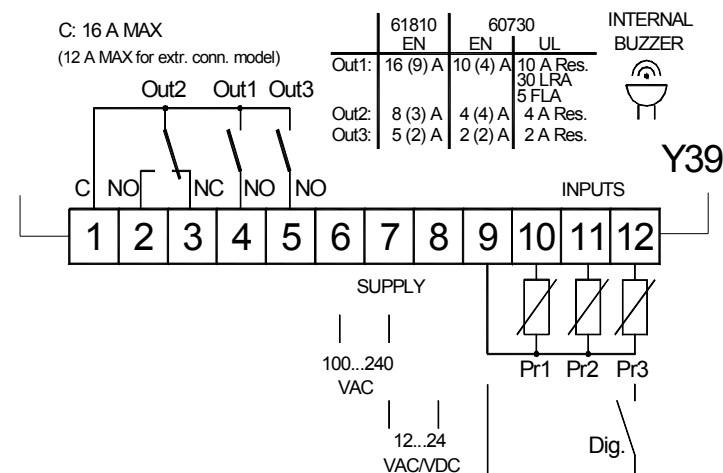 C: 16 A MAX
(12 A MAX for extr. conn. model)
61810 60730
EN EN UL
Out1: 16 (9) A 10 (4) A 10 A Res.
30 LRA
5 FLA
Out2: 8 (3) A 4 (4) A 4 A Res.
Out3: 5 (2) A 2 (2) A 2 A Res.
INTERNAL
BUZZER
Out2 Out1 Out3
Y39
C NO NC NO NO INPUTS
1 2 3 4 5 6 7 8 9 10 11 12
SUPPLY
100...240
VAC
Pr1 Pr2 Pr3
12...24
VAC/VDC
Dig.